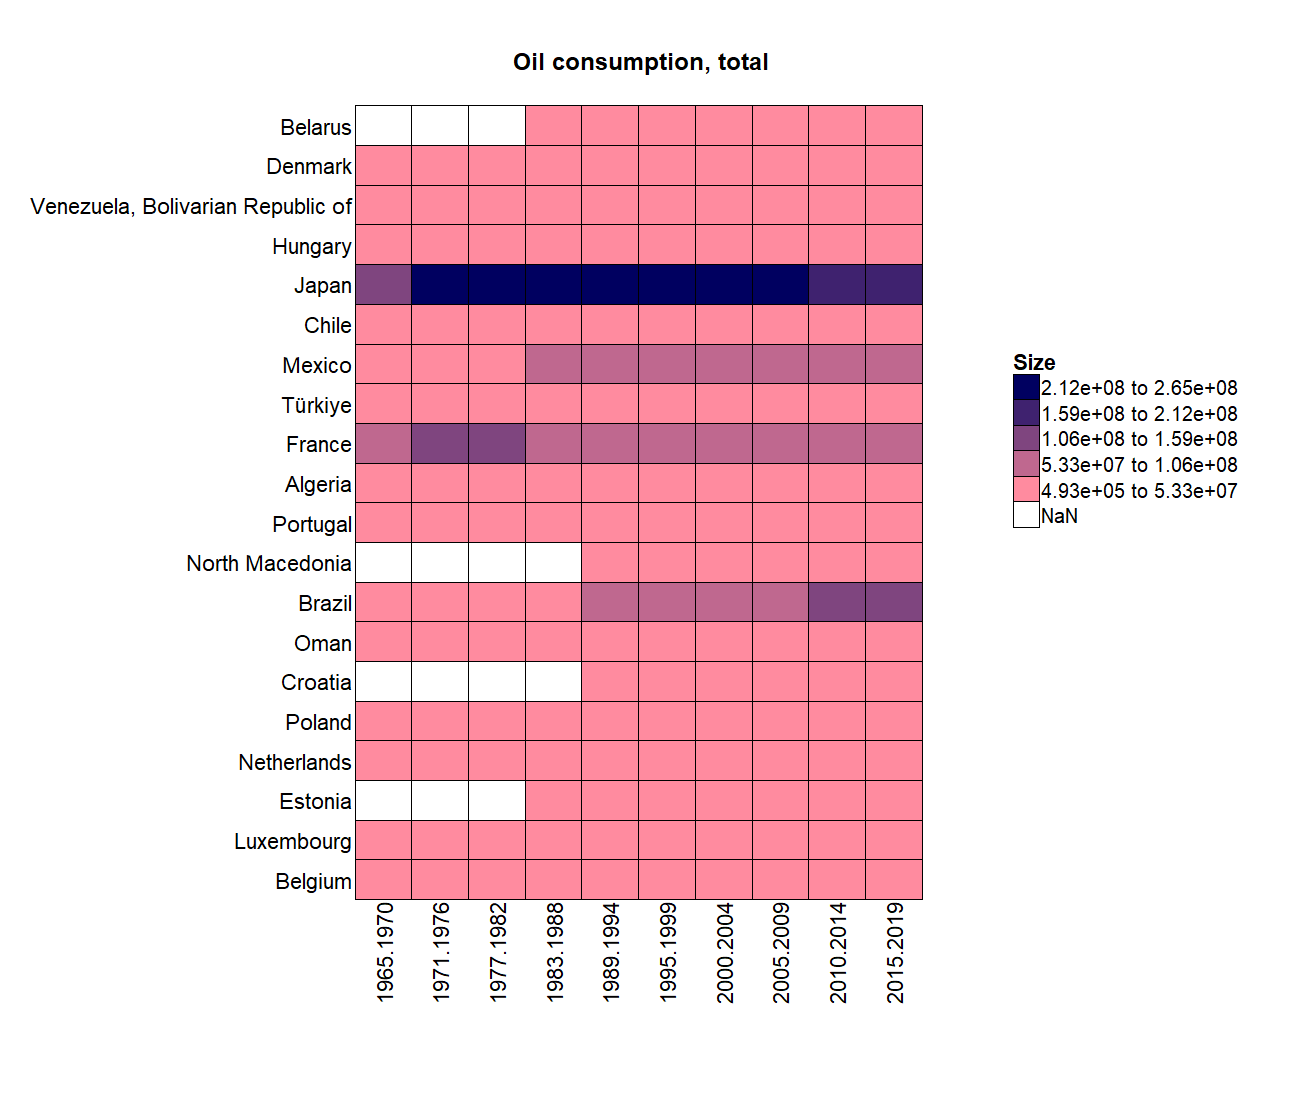 Oil consumption, total
Belarus
Denmark
Venezuela, Bolivarian Republic of
Hungary
Japan
Chile
Mexico
Türkiye
France
Algeria
Portugal
North Macedonia
Brazil
Oman
Croatia
Poland
Netherlands
Estonia
Luxembourg
Belgium
1965.1970
1971.1976
1977.1982
1983.1988
1989.1994
1995.1999
2000.2004
2005.2009
2010.2014
2015.2019
Size
2.12e+08 to 2.65e+08
1.59e+08 to 2.12e+08
1.06e+08 to 1.59e+08
5.33e+07 to 1.06e+08
4.93e+05 to 5.33e+07
NaN